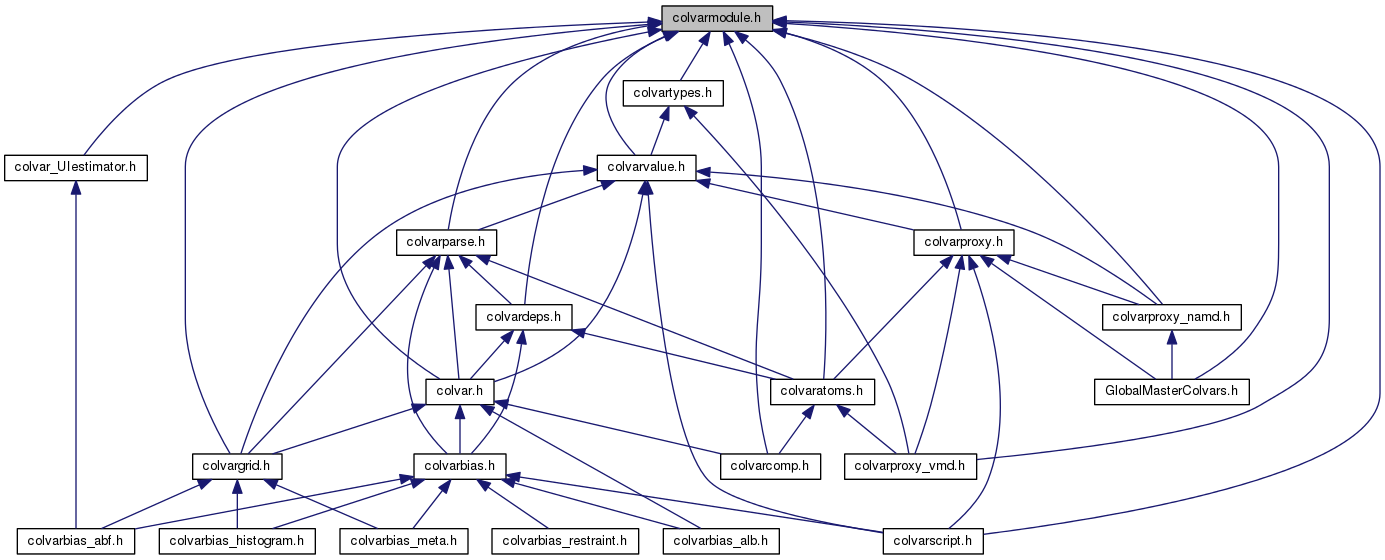 colvarmodule.h
colvartypes.h
colvar_UIestimator.h
colvarvalue.h
colvarparse.h
colvarproxy.h
colvardeps.h
colvarproxy_namd.h
colvar.h
colvaratoms.h
GlobalMasterColvars.h
colvargrid.h
colvarbias.h
colvarcomp.h
colvarproxy_vmd.h
colvarbias_abf.h
colvarbias_histogram.h
colvarbias_meta.h
colvarbias_restraint.h
colvarbias_alb.h
colvarscript.h